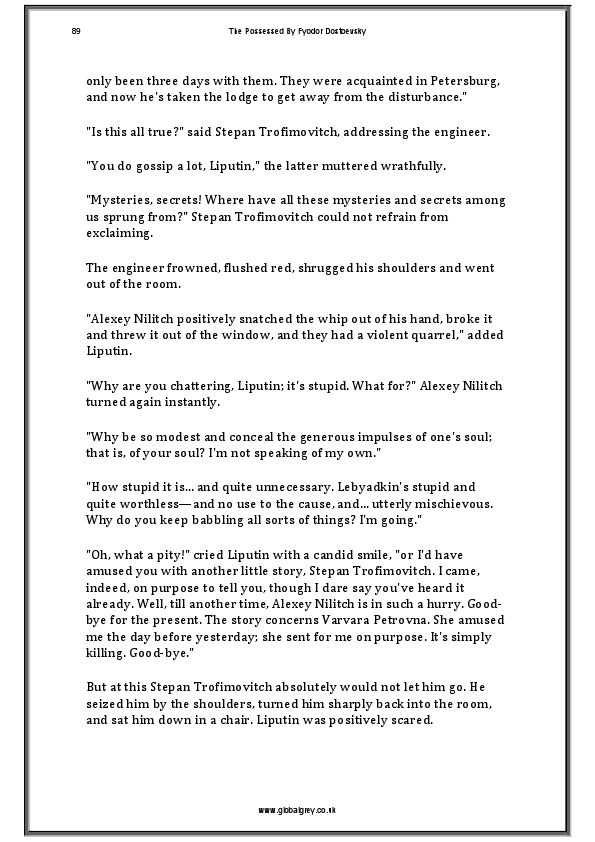 89
The Possessed By Fyodor Dostoevsky
only been three days with them. They were acquainted in Petersburg,
and now he's taken the lodge to get away from the disturbance."
"Is this all true?" said Stepan Trofimovitch, addressing the engineer.
"You do gossip a lot, Liputin," the latter muttered wrathfully.
"Mysteries, secrets! Where have all these mysteries and secrets among
us sprung from?" Stepan Trofimovitch could not refrain from
exclaiming.
The engineer frowned, flushed red, shrugged his shoulders and went
out of the room.
"Alexey Nilitch positively snatched the whip out of his hand, broke it
and threw it out of the window, and they had a violent quarrel," added
Liputin.
"Why are you chattering, Liputin; it's stupid. What for?" Alexey Nilitch
turned again instantly.
"Why be so modest and conceal the generous impulses of one's soul;
that is, of your soul? I'm not speaking of my own."
"How stupid it is... and quite unnecessary. Lebyadkin's stupid and
quite worthless—and no use to the cause, and... utterly mischievous.
Why do you keep babbling all sorts of things? I'm going."
"Oh, what a pity!" cried Liputin with a candid smile, "or I'd have
amused you with another little story, Stepan Trofimovitch. I came,
indeed, on purpose to tell you, though I dare say you've heard it
already. Well, till another time, Alexey Nilitch is in such a hurry. Good-
bye for the present. The story concerns Varvara Petrovna. She amused
me the day before yesterday; she sent for me on purpose. It's simply
killing. Good-bye."
But at this Stepan Trofimovitch absolutely would not let him go. He
seized him by the shoulders, turned him sharply back into the room,
and sat him down in a chair. Liputin was positively scared.
www.globalgrey.co.uk